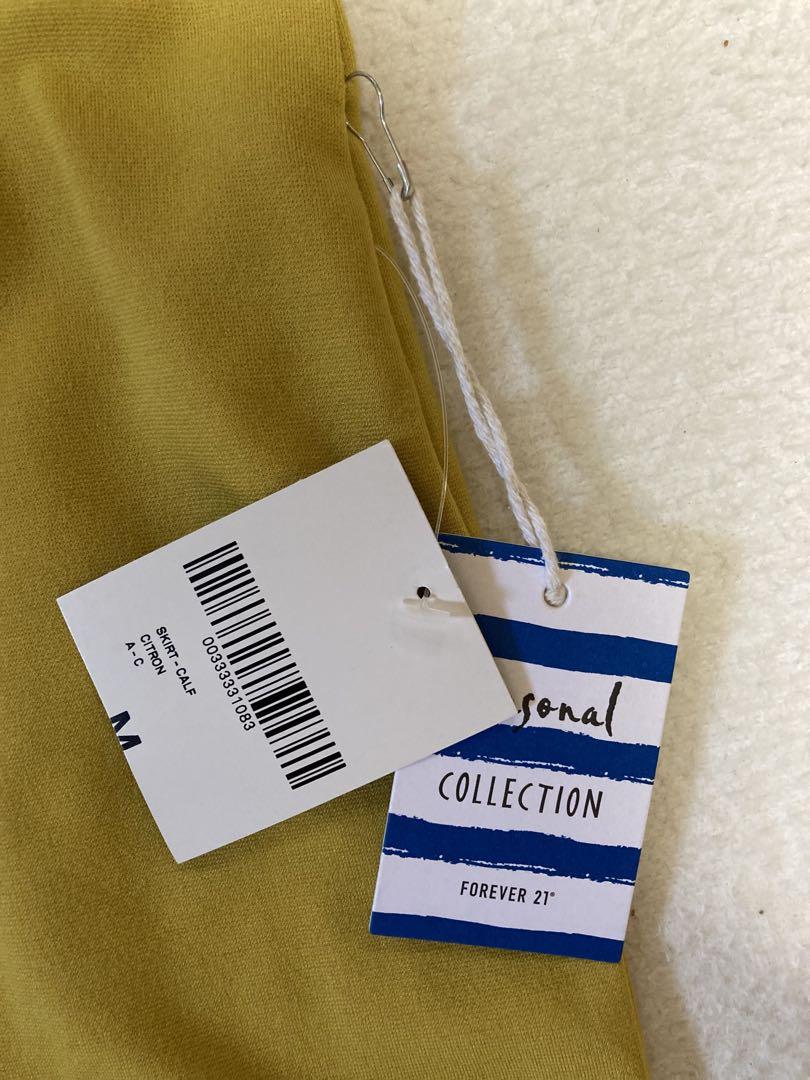 SKIRT - CALF
CITRON
A - C
00333331083
M
sonal
COLLECTION
FOREVER 21®